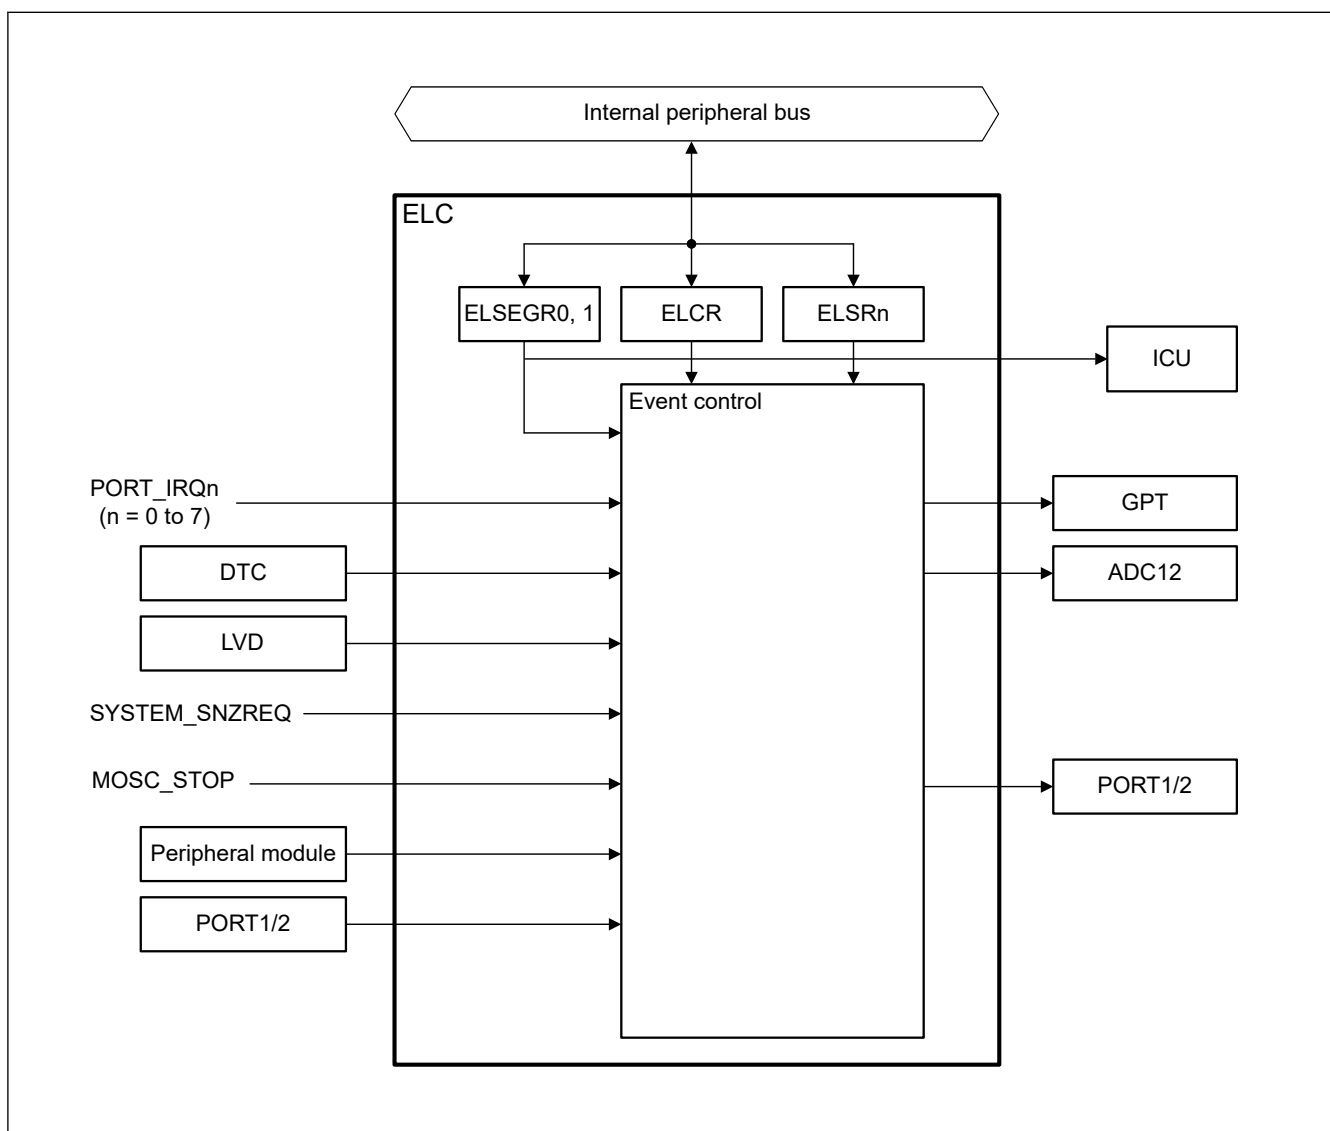 Internal peripheral bus
ELC
ELSEGR0, 1
ELCR
ELSRn
ICU
Event control
PORT_IRQn
(n = 0 to 7)
GPT
DTC
ADC12
LVD
SYSTEM_SNZREQ
MOSC_STOP
PORT1/2
Peripheral module
PORT1/2